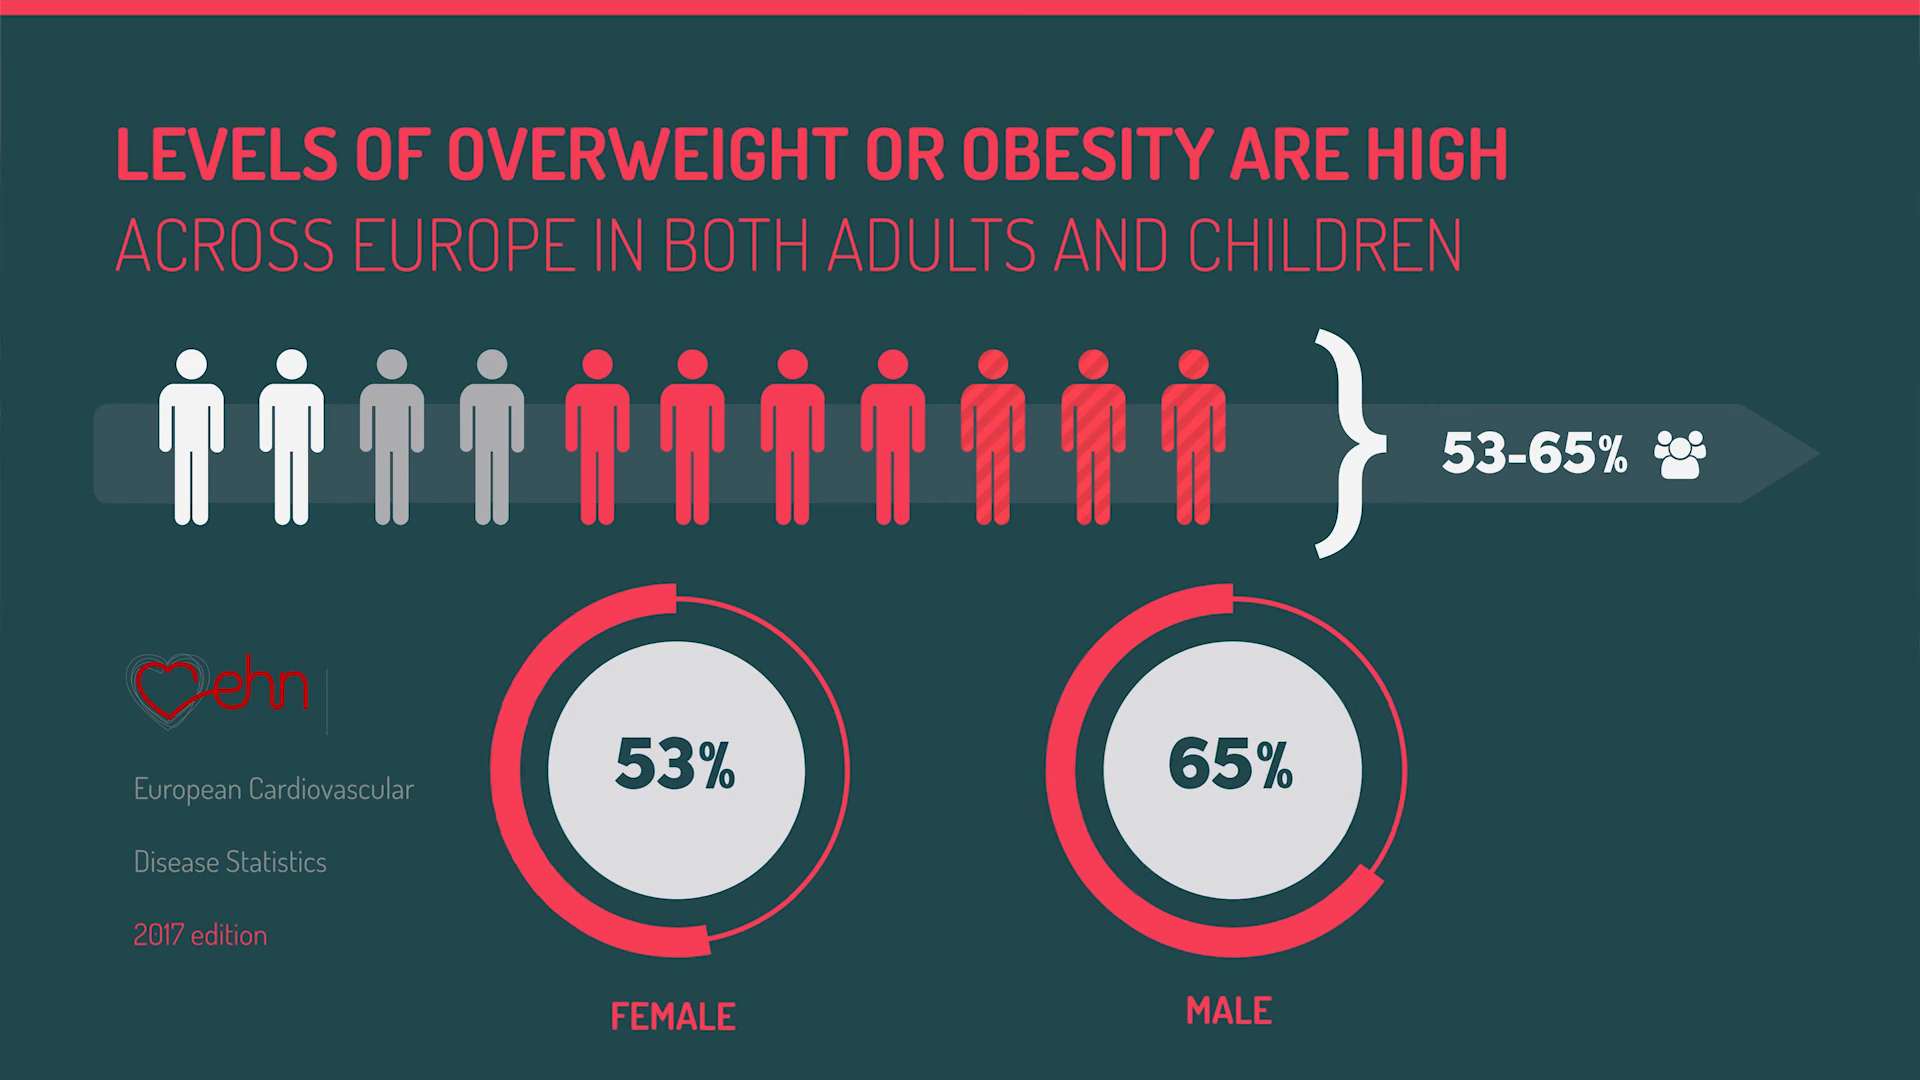 LEVELS OF OVERWEIGHT OR OBESITY ARE HIGH
ACROSS EUROPE IN BOTH ADULTS AND CHILDREN
53-65%
ehn
European Cardiovascular
Disease Statistics
2017 edition
53%
FEMALE
65%
MALE